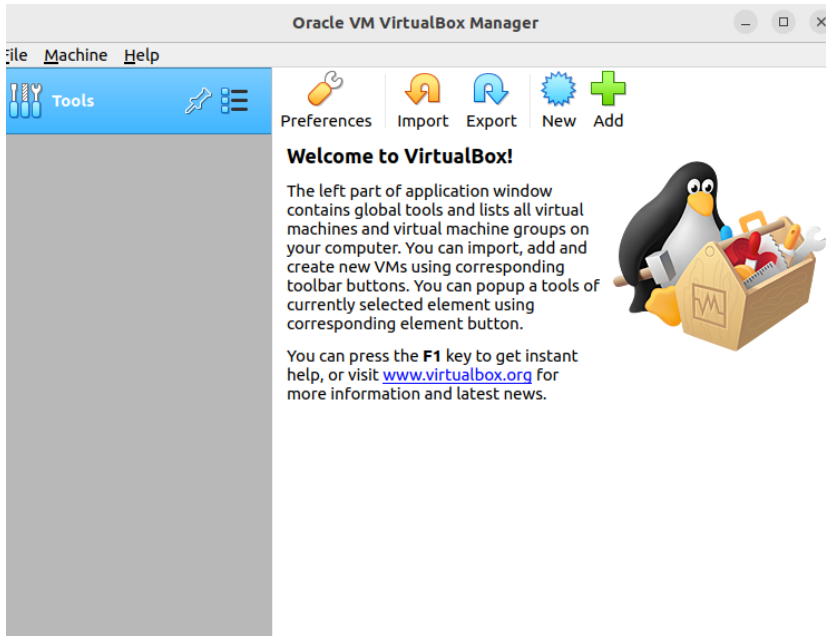 Oracle VM VirtualBox Manager
File Machine Help
Tools
Preferences Import Export New Add
Welcome to VirtualBox!
The left part of application window
contains global tools and lists all virtual
machines and virtual machine groups on
your computer. You can import, add and
create new VMs using corresponding
toolbar buttons. You can popup a tools of
currently selected element using
corresponding element button.
You can press the F1 key to get instant
help, or visit www.virtualbox.org for
more information and latest news.